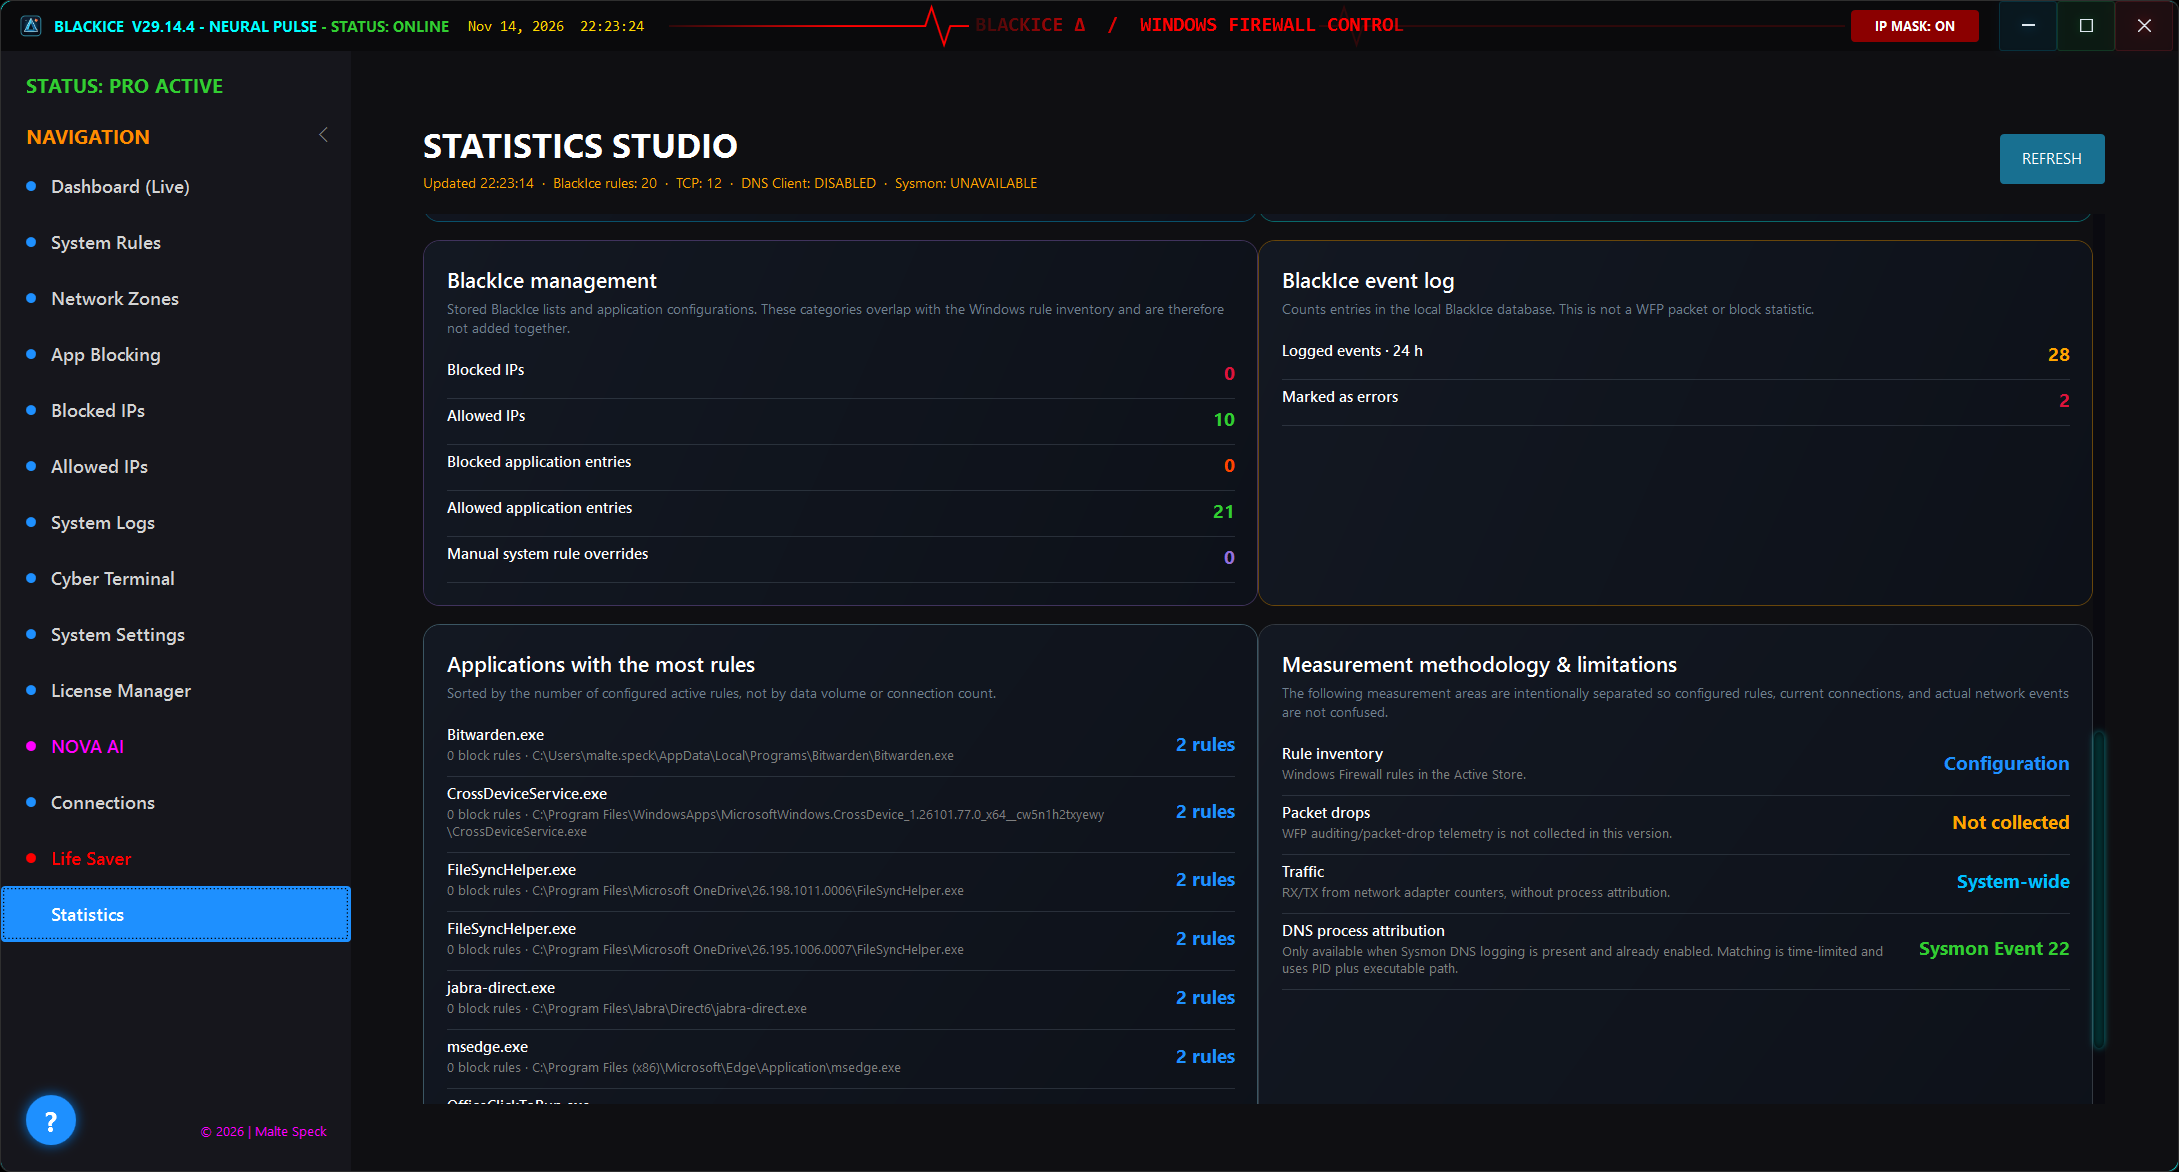 BLACKICE V29.14.4 - NEURAL PULSE - STATUS: ONLINE Nov 14, 2026 22:23:24
BLACKICE Δ / WINDOWS FIREWALL CONTROL
IP MASK: ON
STATUS: PRO ACTIVE
NAVIGATION
Dashboard (Live)
System Rules
Network Zones
App Blocking
Blocked IPs
Allowed IPs
System Logs
Cyber Terminal
System Settings
License Manager
NOVA AI
Connections
Life Saver
Statistics
?
© 2026 | Malte Speck
STATISTICS STUDIO
Updated 22:23:14 · BlackIce rules: 20 · TCP: 12 · DNS Client: DISABLED · Sysmon: UNAVAILABLE
REFRESH
BlackIce management
Stored BlackIce lists and application configurations. These categories overlap with the Windows rule inventory and are therefore
not added together.
Blocked IPs 0
Allowed IPs 10
Blocked application entries 0
Allowed application entries 21
Manual system rule overrides 0
BlackIce event log
Counts entries in the local BlackIce database. This is not a WFP packet or block statistic.
Logged events · 24 h 28
Marked as errors 2
Applications with the most rules
Sorted by the number of configured active rules, not by data volume or connection count.
Bitwarden.exe
0 block rules · C:\Users\malte.speck\AppData\Local\Programs\Bitwarden\Bitwarden.exe
2 rules
CrossDeviceService.exe
0 block rules · C:\Program Files\WindowsApps\MicrosoftWindows.CrossDevice_1.26101.77.0_x64__cw5n1h2txyewy
\CrossDeviceService.exe
2 rules
FileSyncHelper.exe
0 block rules · C:\Program Files\Microsoft OneDrive\26.198.1011.0006\FileSyncHelper.exe
2 rules
FileSyncHelper.exe
0 block rules · C:\Program Files\Microsoft OneDrive\26.195.1006.0007\FileSyncHelper.exe
2 rules
jabra-direct.exe
0 block rules · C:\Program Files\Jabra\Direct6\jabra-direct.exe
2 rules
msedge.exe
0 block rules · C:\Program Files (x86)\Microsoft\Edge\Application\msedge.exe
2 rules
OfficeClickToRun.exe
Measurement methodology & limitations
The following measurement areas are intentionally separated so configured rules, current connections, and actual network events
are not confused.
Rule inventory
Windows Firewall rules in the Active Store.
Configuration
Packet drops
WFP auditing/packet-drop telemetry is not collected in this version.
Not collected
Traffic
RX/TX from network adapter counters, without process attribution.
System-wide
DNS process attribution
Only available when Sysmon DNS logging is present and already enabled. Matching is time-limited and
uses PID plus executable path.
Sysmon Event 22